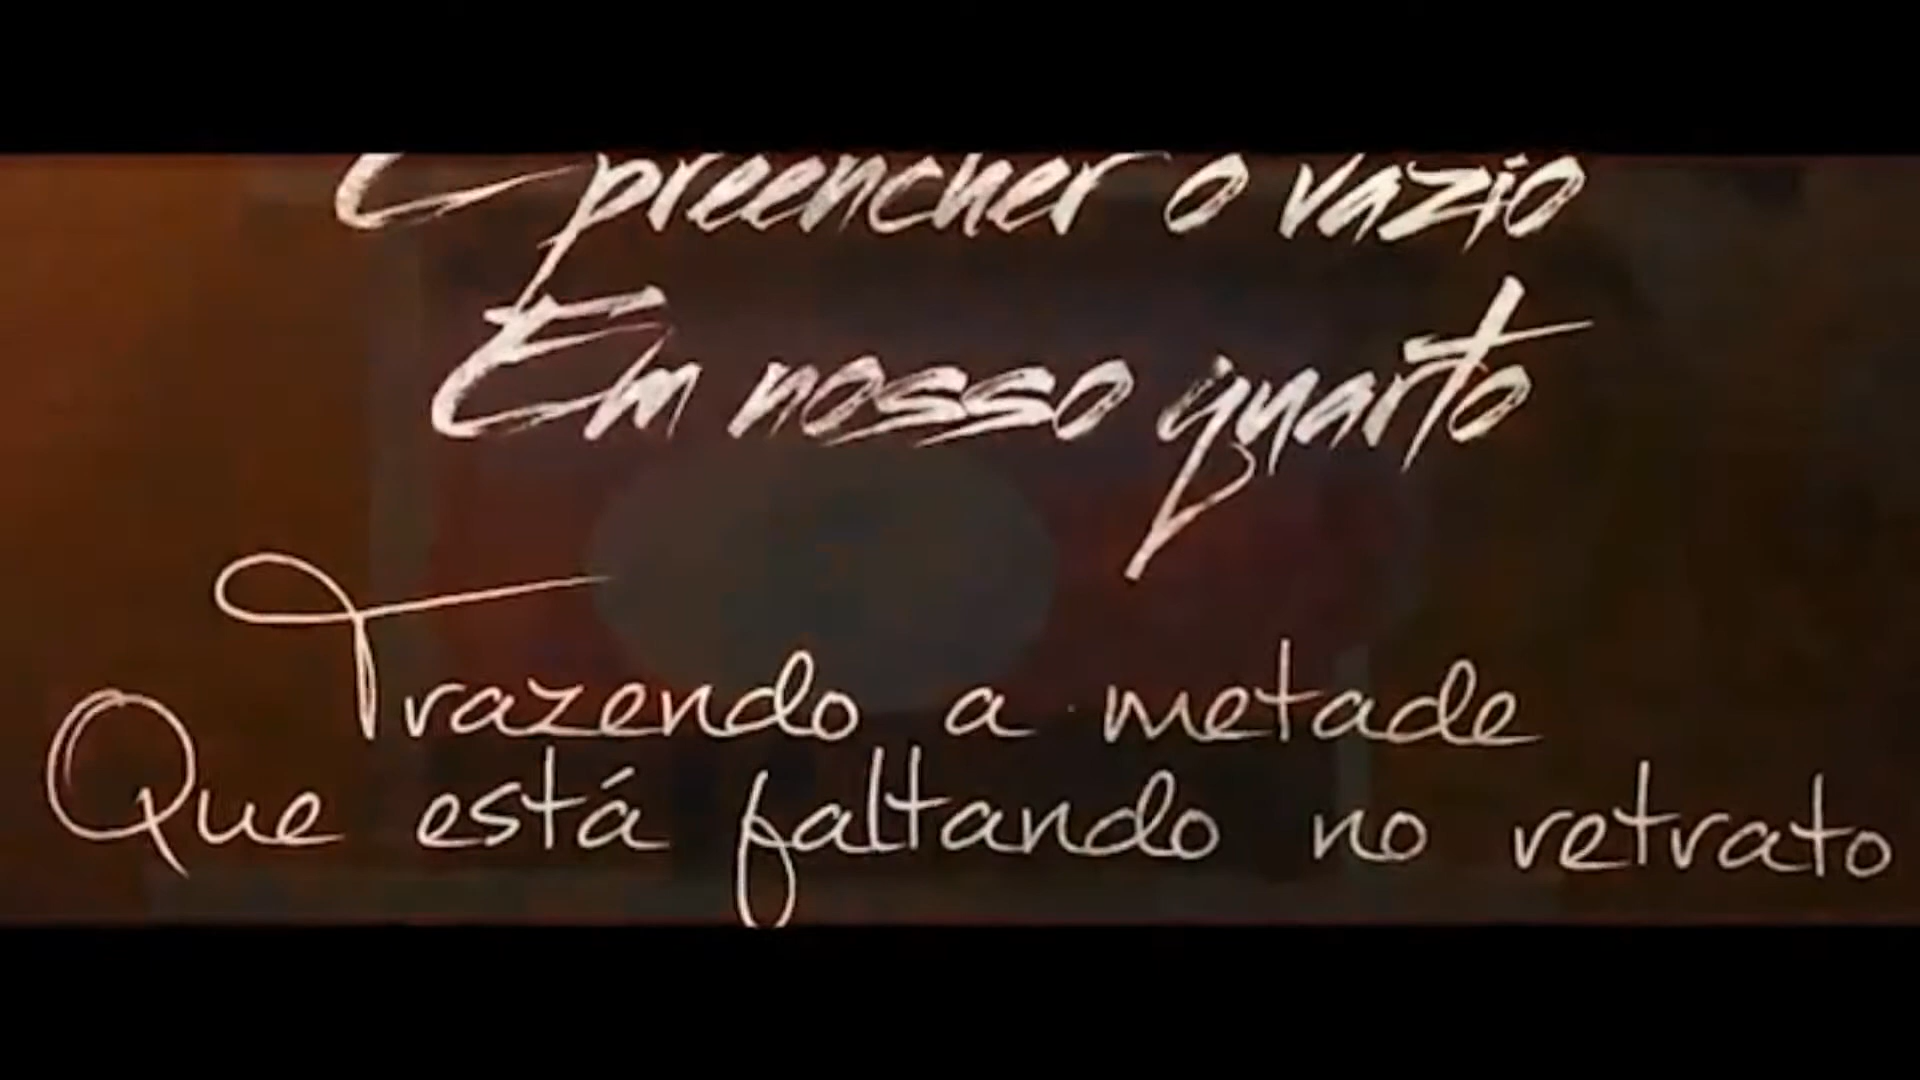 E preencher o vazio
Em nosso quarto
Trazendo a metade
Que está faltando no retrato